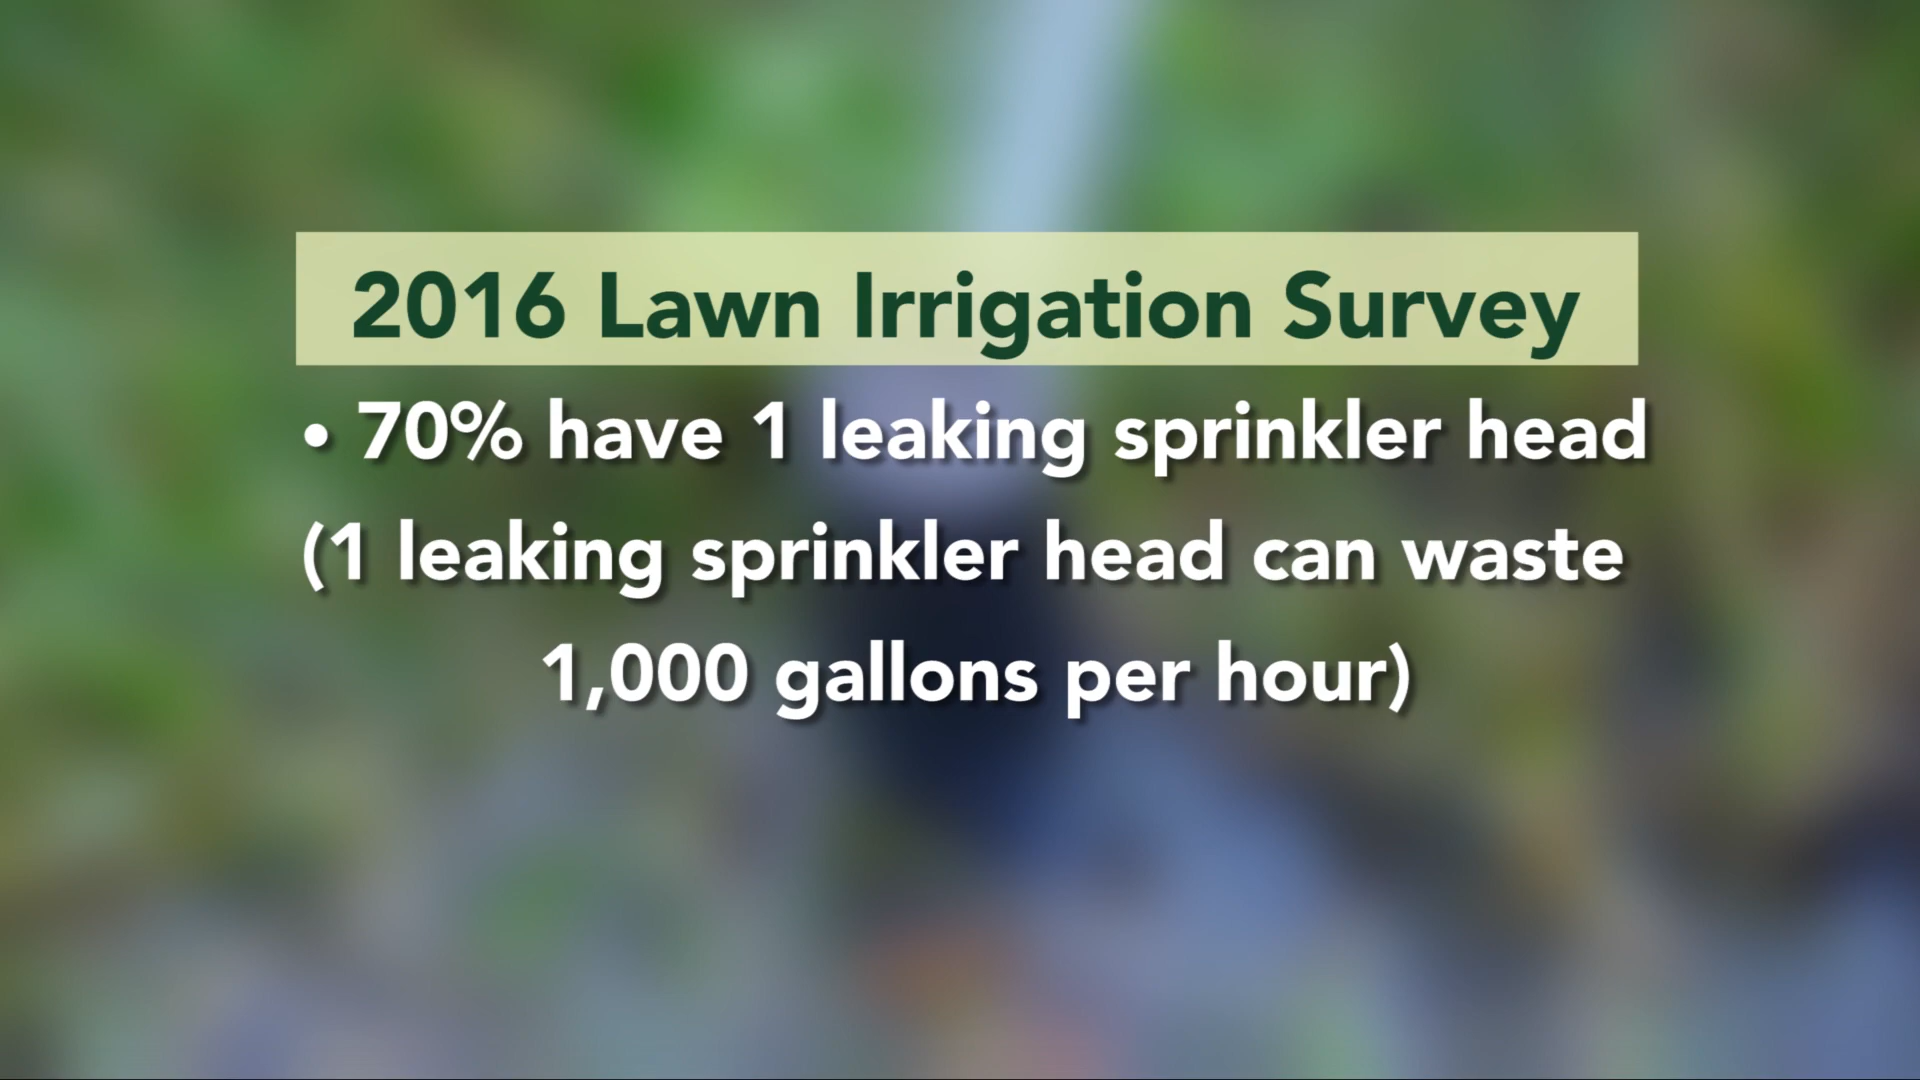 2016 Lawn Irrigation Survey
• 70% have 1 leaking sprinkler head
(1 leaking sprinkler head can waste
1,000 gallons per hour)